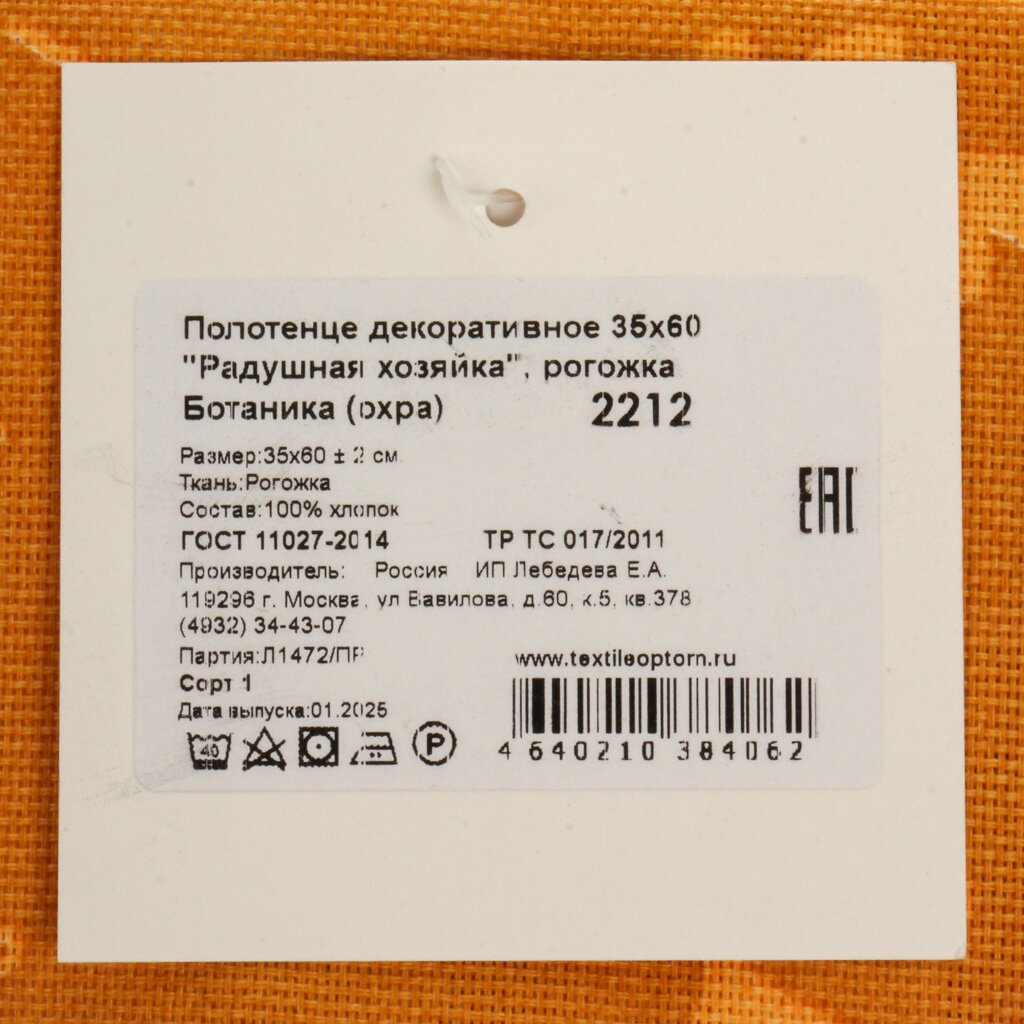 Полотенце декоративное 35х60
"Радушная хозяйка", рогожка
Ботаника (охра) 2212
Размер:35х60 ± 2 см
Ткань:Рогожка
Состав:100% хлопок
EAC
ГОСТ 11027-2014 ТР ТС 017/2011
Производитель: Россия ИП Лебедева Е.А.
119296 г. Москва, ул Вавилова, д.60, к.5, кв.378
(4932) 34-43-07
Партия:Л1472/ПР www.textileoptorn.ru
Сорт 1
Дата выпуска:01.2025
40 P 4 640210 384062